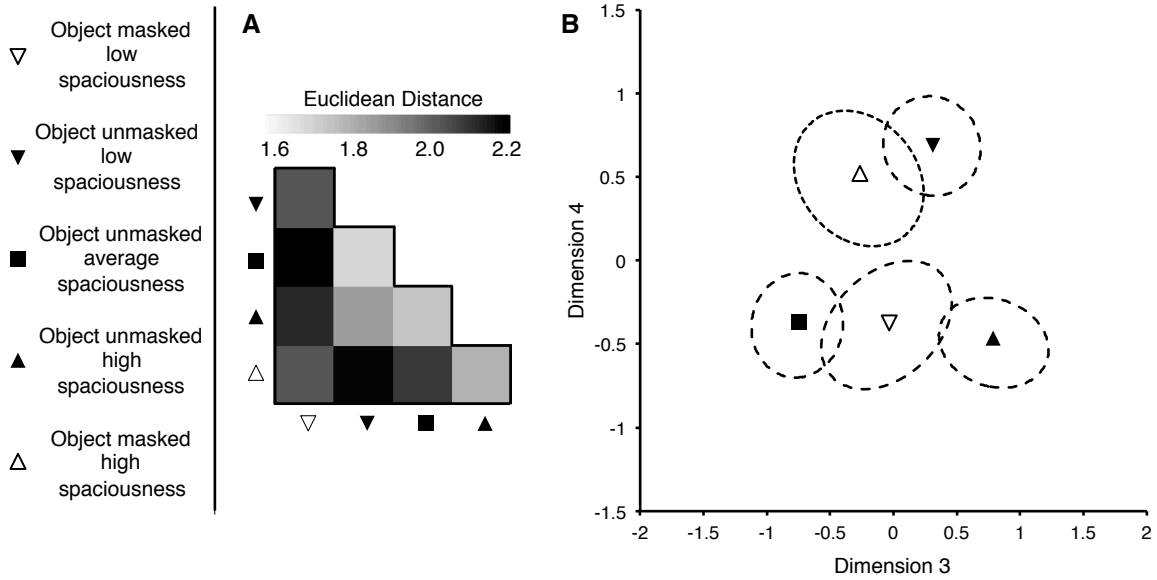 Object masked
low
spaciousness
Object unmasked
low
spaciousness
Object unmasked
average
spaciousness
Object unmasked
high
spaciousness
Object masked
high
spaciousness
A
Euclidean Distance
1.6 1.8 2.0 2.2
B
1.5
1
0.5
0
-0.5
-1
-1.5
Dimension 4
-2 -1.5 -1 -0.5 0 0.5 1 1.5 2
Dimension 3